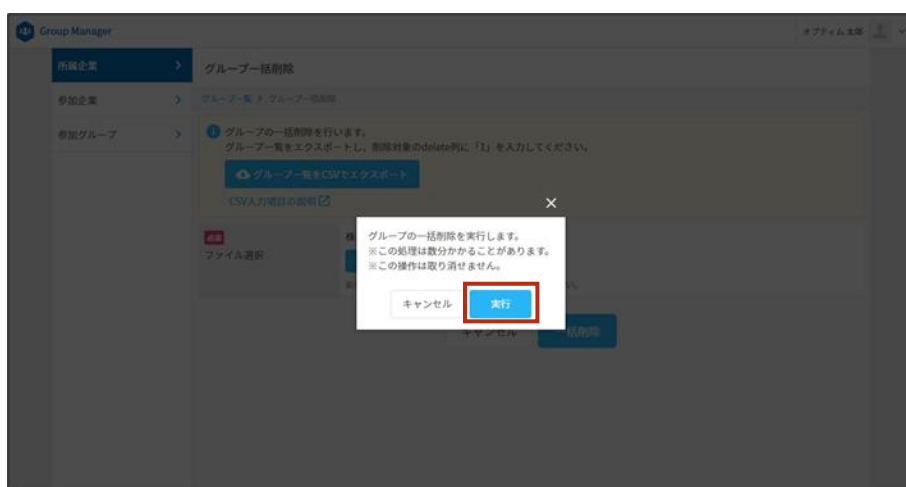 Group Manager
オプティム 太郎
所属企業
グループ一括削除
参加企業
グループ一覧 > グループ一括削除
参加グループ
グループの一括削除を行います。
グループ一覧をエクスポートし、削除対象のdelete列に「1」を入力してください。
グループ一覧をCSVでエクスポート
CSV入力項目の説明
必須
ファイル選択
グループの一括削除を実行します。
※この処理は数分かかることがあります。
※この操作は取り消せません。
キャンセル
実行
キャンセル
一括削除